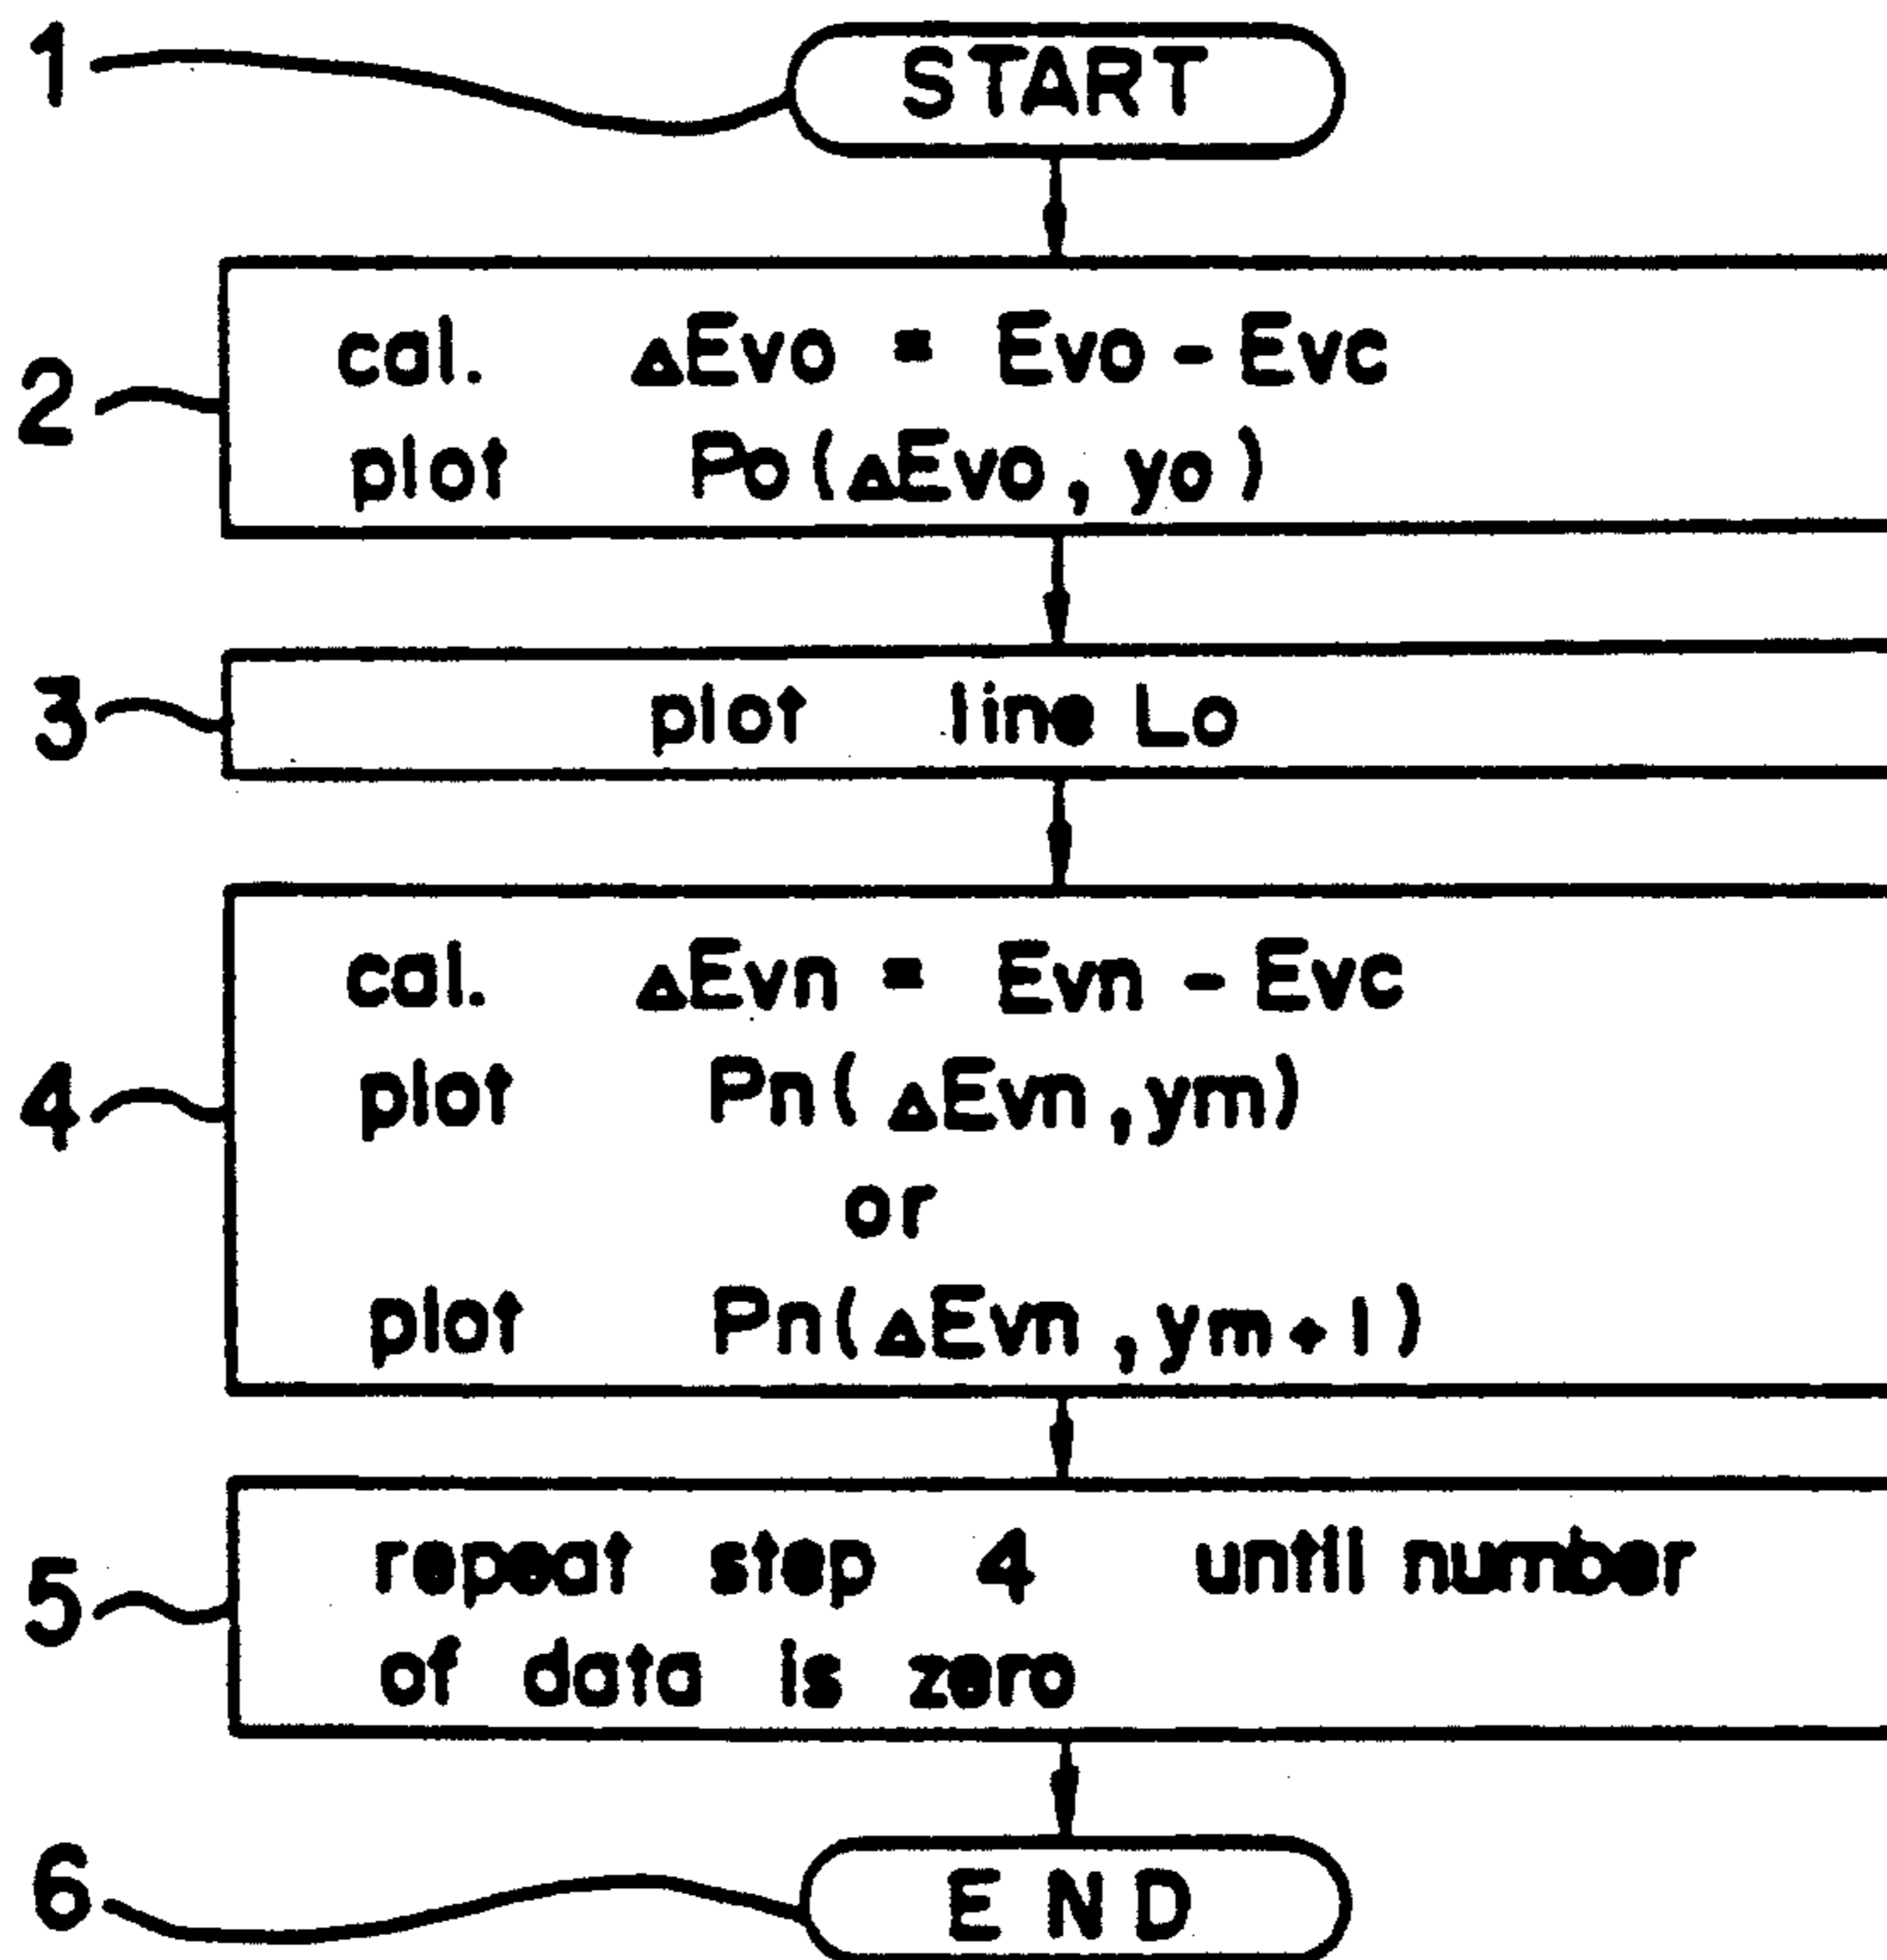 1 START
cal. ΔEvo = Evo - Evc
2
plot Po(ΔEvo, yo)
3 plot line Lo
cal. ΔEvn = Evn - Evc
4 plot Pn(ΔEvn, ym)
or
plot Pn(ΔEvn, ym+1)
5 repeat step 4 until number
of data is zero
6 END